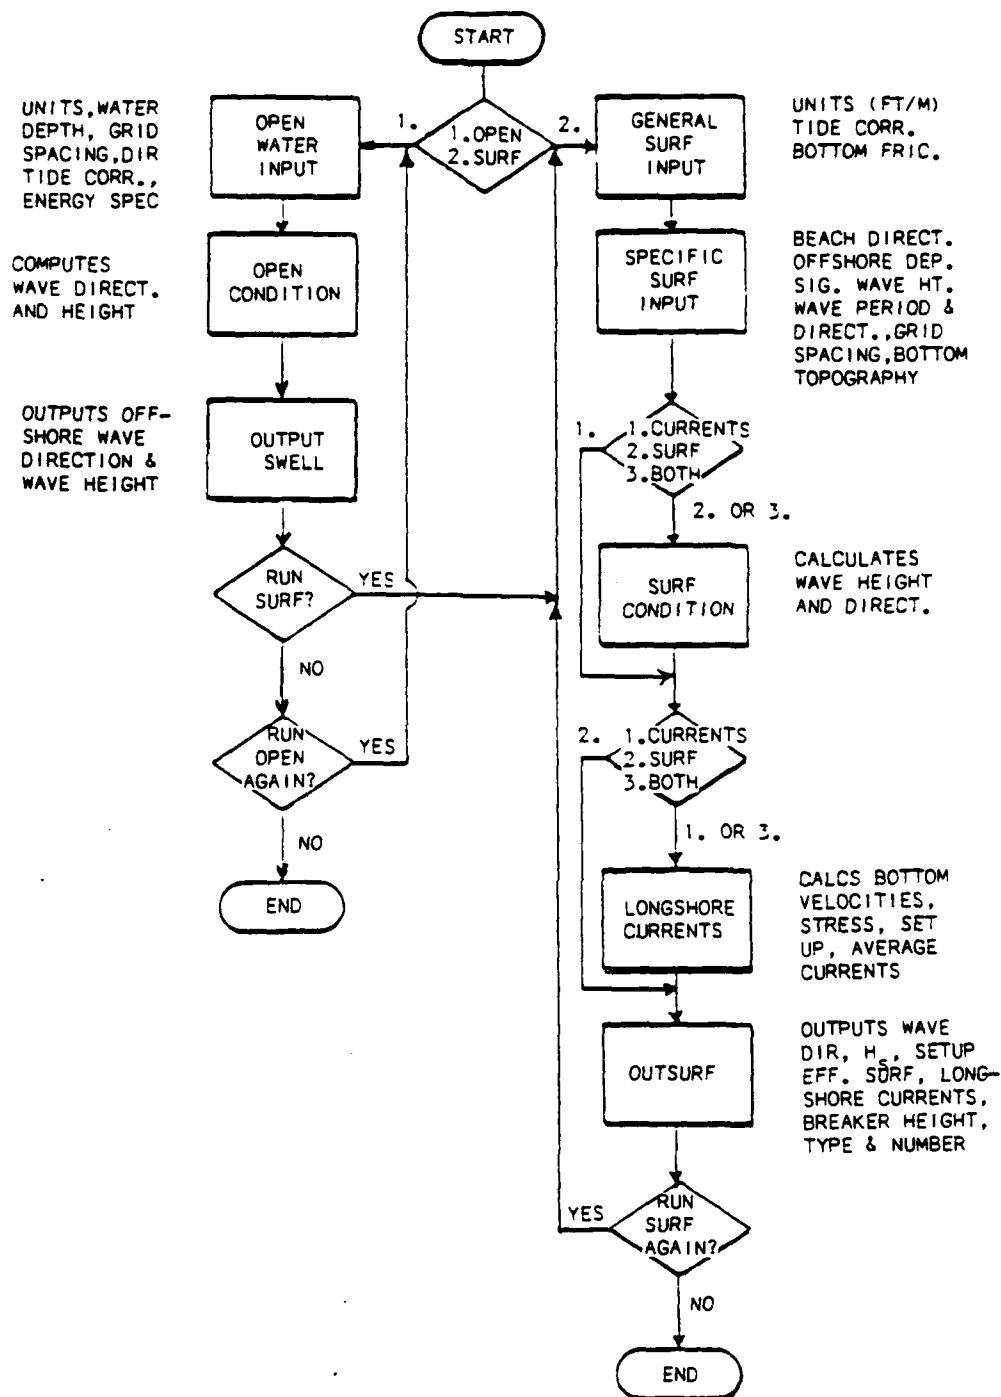 START
UNITS,WATER
DEPTH, GRID
SPACING,DIR
TIDE CORR.,
ENERGY SPEC
OPEN
WATER
INPUT
1.
1.OPEN
2.SURF
2.
GENERAL
SURF
INPUT
UNITS (FT/M)
TIDE CORR.
BOTTOM FRIC.
COMPUTES
WAVE DIRECT.
AND HEIGHT
OPEN
CONDITION
SPECIFIC
SURF
INPUT
BEACH DIRECT.
OFFSHORE DEP.
SIG. WAVE HT.
WAVE PERIOD &
DIRECT.,GRID
SPACING,BOTTOM
TOPOGRAPHY
OUTPUTS OFF-
SHORE WAVE
DIRECTION &
WAVE HEIGHT
OUTPUT
SWELL
1.
1.CURRENTS
2.SURF
3.BOTH
2. OR 3.
RUN
SURF?
YES
NO
SURF
CONDITION
CALCULATES
WAVE HEIGHT
AND DIRECT.
RUN
OPEN
AGAIN?
YES
NO
END
2.
1.CURRENTS
2.SURF
3.BOTH
1. OR 3.
LONGSHORE
CURRENTS
CALCS BOTTOM
VELOCITIES,
STRESS, SET
UP, AVERAGE
CURRENTS
OUTSURF
OUTPUTS WAVE
DIR, HS, SETUP
EFF. SURF, LONG-
SHORE CURRENTS,
BREAKER HEIGHT,
TYPE & NUMBER
YES
RUN
SURF
AGAIN?
NO
END